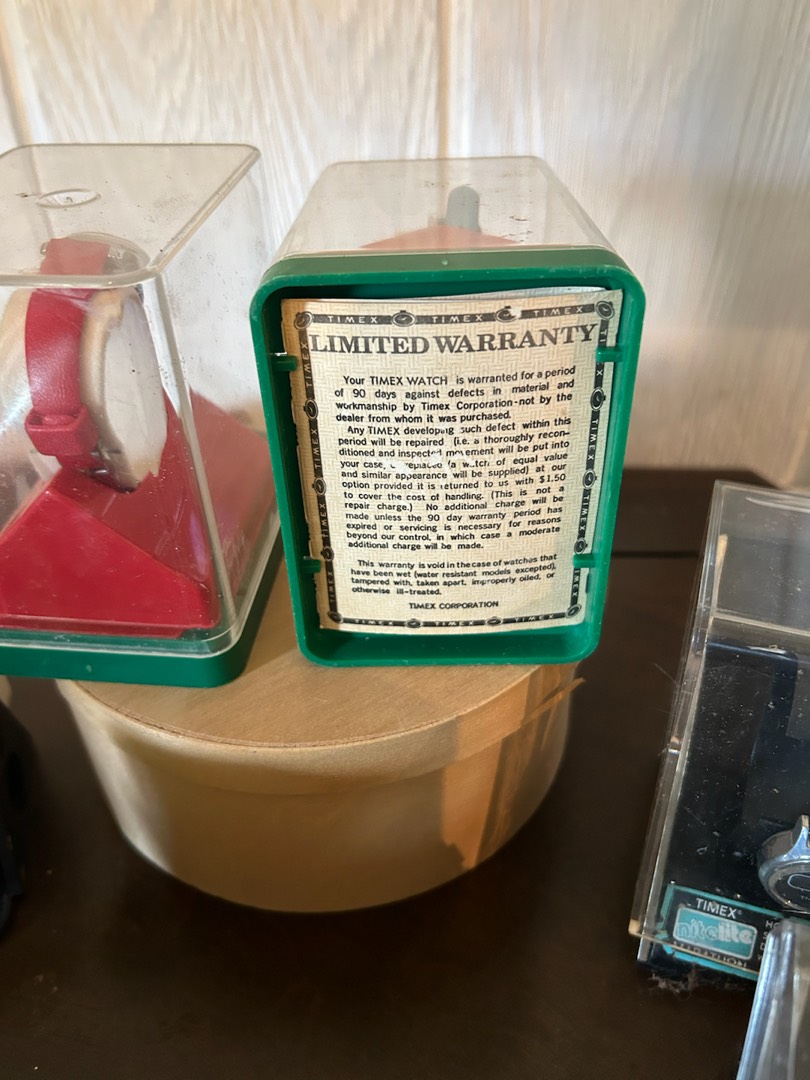 TIMEX TIMEX TIMEX
LIMITED WARRANTY
Your TIMEX WATCH is warranted for a period
of 90 days against defects in material and
workmanship by Timex Corporation-not by the
dealer from whom it was purchased.
Any TIMEX developing such defect within this
period will be repaired (i.e. a thoroughly recon-
ditioned and inspected movement will be put into
your case, replaced (a watch of equal value
and similar appearance will be supplied) at our
option provided it is returned to us with $1.50
to cover the cost of handling. (This is not a
repair charge.) No additional charge will be
made unless the 90 day warranty period has
expired or servicing is necessary for reasons
beyond our control, in which case a moderate
additional charge will be made.
This warranty is void in the case of watches that
have been wet (water resistant models excepted),
tampered with, taken apart, improperly oiled, or
otherwise ill-treated.
TIMEX CORPORATION
TIMEX TIMEX TIMEX
TIMEX
nitelite